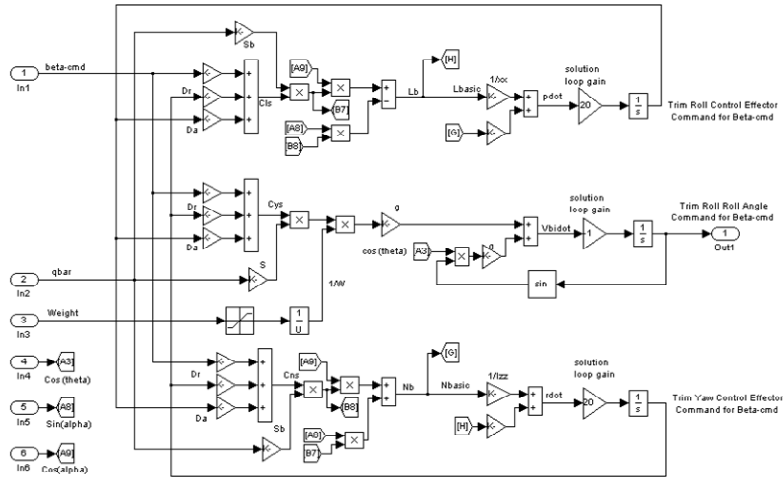 Sb
1
beta-cmd
In1
K-
[A9]
[H]
Dr
Da
Cls
[B7]
[A8]
[B8]
Lb
Lbasic
1/Ixx
[G]
pdot
solution
loop gain
20
1
s
Trim Roll Control Effector
Command for Beta-cmd
Dr
Da
Cys
S
g
cos (theta)
[A3]
g
Vbidot
solution
loop gain
1
1
s
sin
Trim Roll Roll Angle
Command for Beta-cmd
1
Out1
2
qbar
In2
3
Weight
In3
1
U
1/W
4
[A3]
In4
Cos (theta)
5
[A8]
In5
Sin(alpha)
6
[A9]
In6
Cos(alpha)
Dr
Da
Cns
Sb
[A9]
[B8]
[B7]
Nb
[G]
Nbasic
1/Izz
[H]
rdot
solution
loop gain
20
1
s
Trim Yaw Control Effector
Command for Beta-cmd